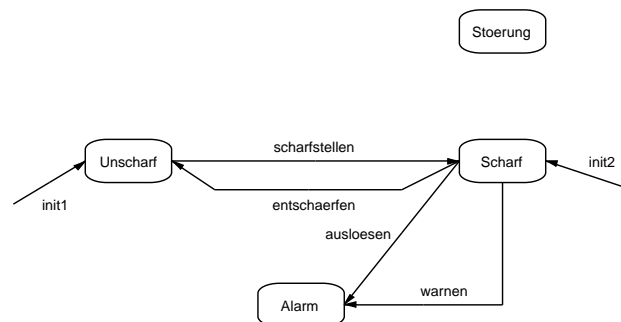 Stoerung
scharfstellen
Unscharf
Scharf
init2
init1
entschaerfen
ausloesen
warnen
Alarm